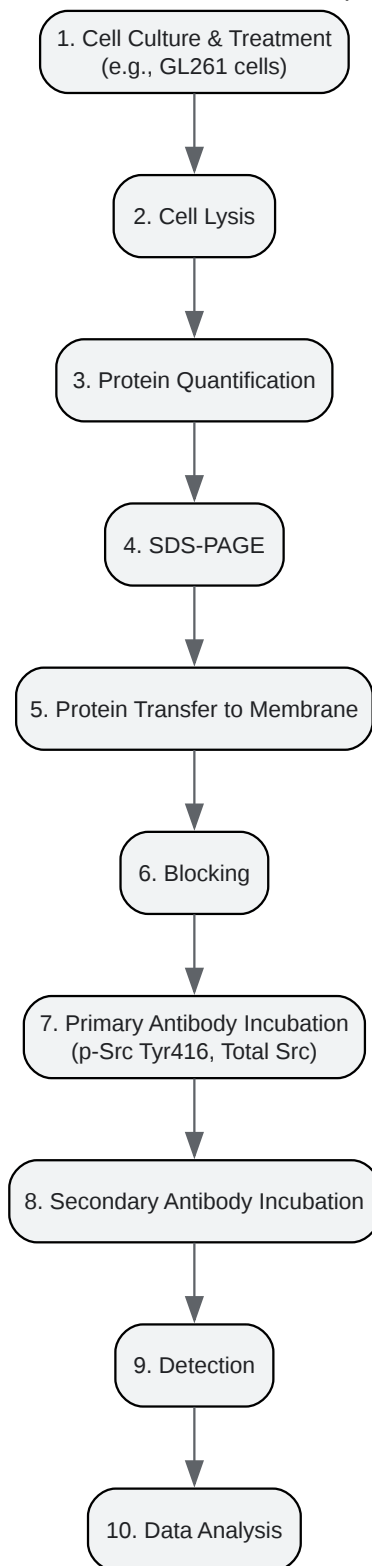 1. Cell Culture & Treatment
(e.g., GL261 cells)
2. Cell Lysis
3. Protein Quantification
4. SDS-PAGE
5. Protein Transfer to Membrane
6. Blocking
7. Primary Antibody Incubation
(p-Src Tyr416, Total Src)
8. Secondary Antibody Incubation
9. Detection
10. Data Analysis